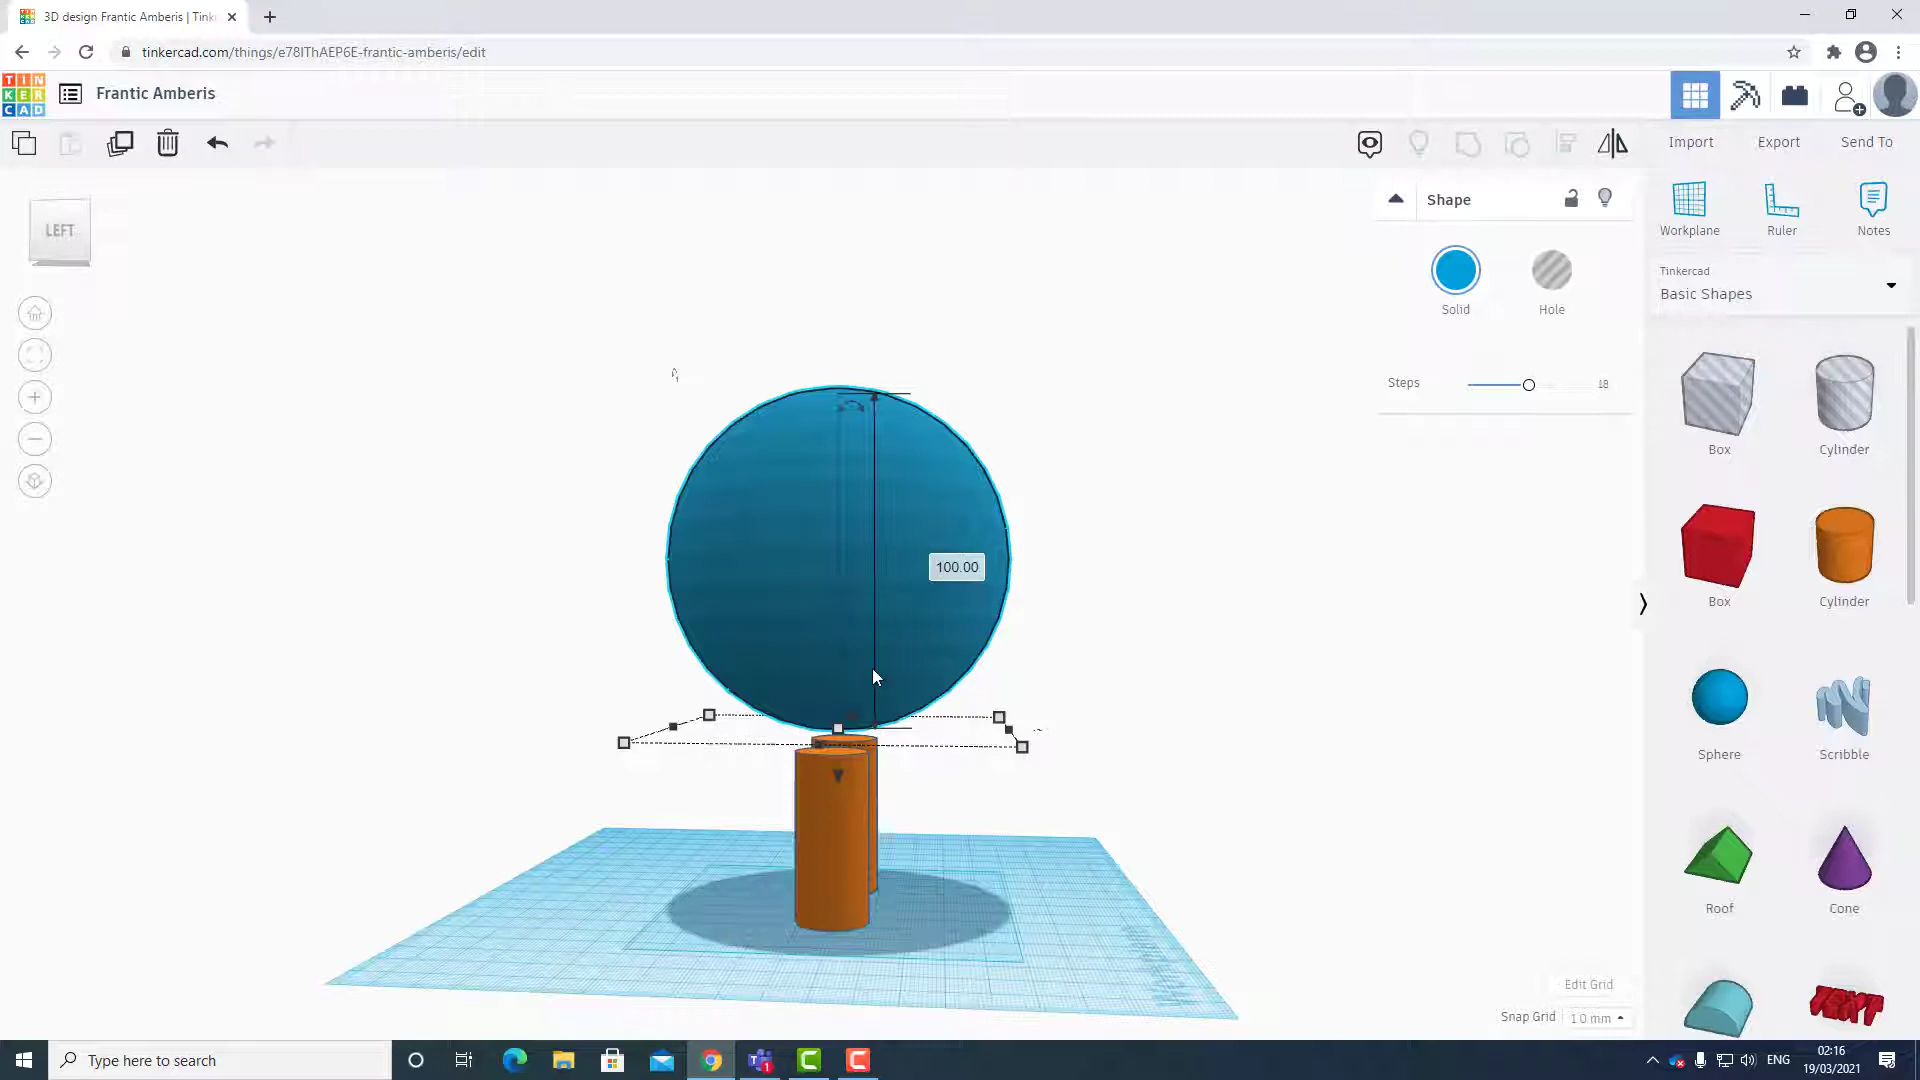 3D design Frantic Amberis | Tink
tinkercad.com/things/e78IThAEP6E-frantic-amberis/edit
TIN
KER
CAD
Frantic Amberis
Import
Export
Send To
LEFT
Shape
Workplane
Ruler
Notes
Solid
Hole
Tinkercad
Basic Shapes
Steps
18
Box
Cylinder
100.00
Box
Cylinder
Sphere
Scribble
Roof
Cone
TEXT
Edit Grid
Snap Grid
1.0 mm
Type here to search
1
ENG
02:16
19/03/2021